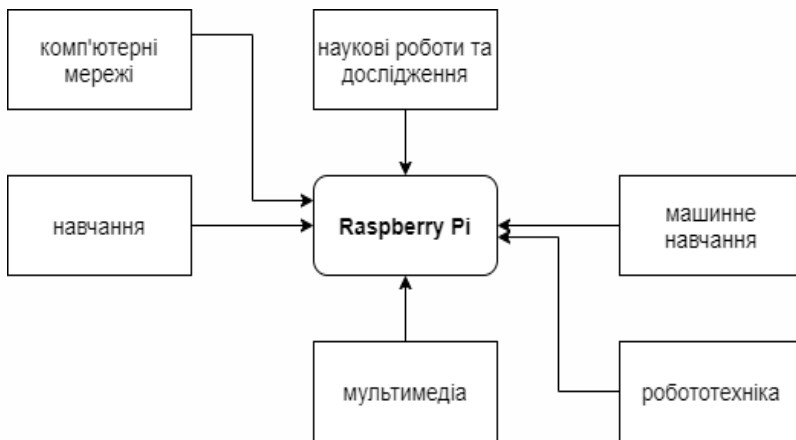 комп'ютерні
мережі
наукові роботи та
дослідження
навчання
Raspberry Pi
машинне
навчання
мультимедіа
робототехніка